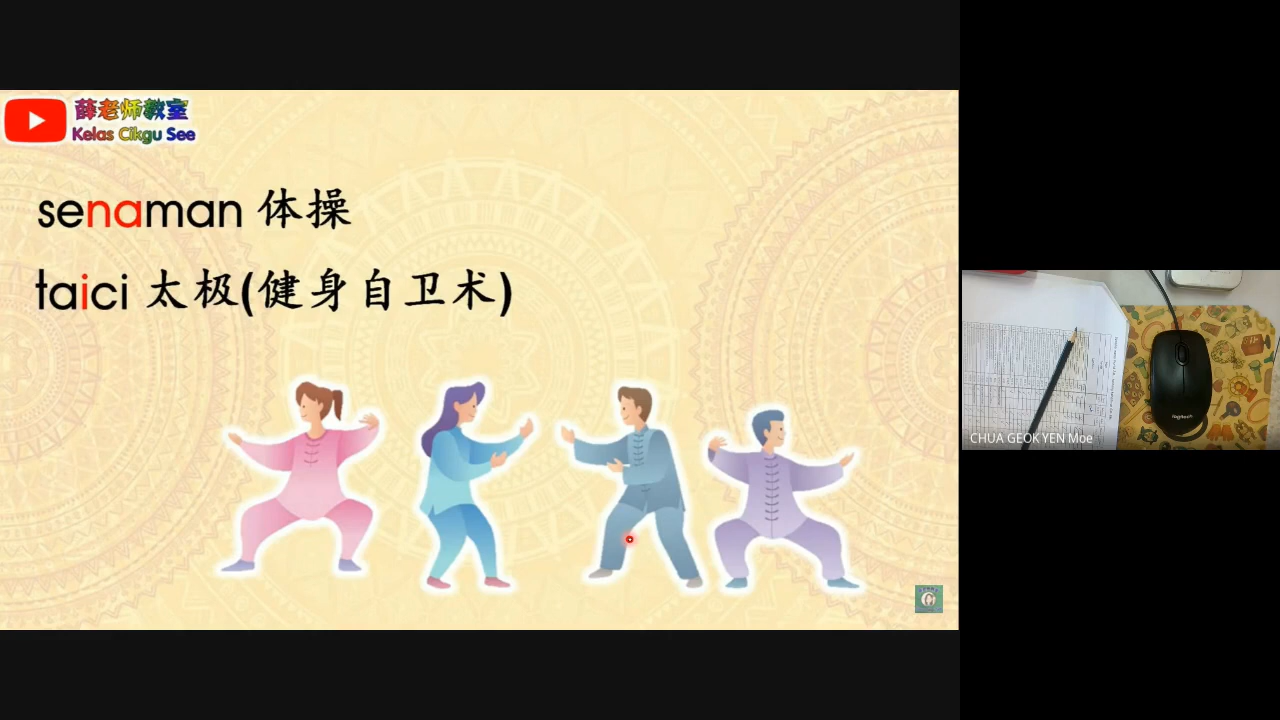 薛老师教室
Kelas Cikgu See
senaman 体操
taici 太极(健身自卫术)
CHUA GEOK YEN Moe
logitech